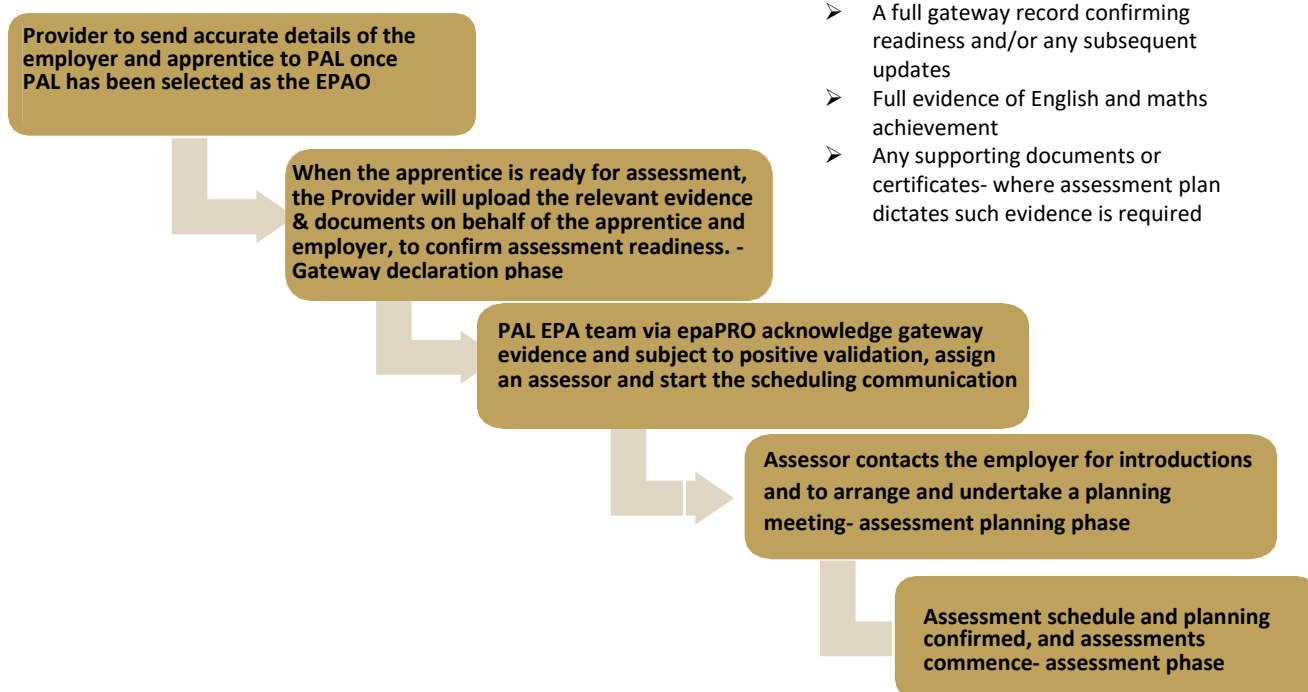 Provider to send accurate details of the
employer and apprentice to PAL once
PAL has been selected as the EPAO
➢ A full gateway record confirming
readiness and/or any subsequent
updates
➢ Full evidence of English and maths
achievement
➢ Any supporting documents or
certificates- where assessment plan
dictates such evidence is required
When the apprentice is ready for assessment,
the Provider will upload the relevant evidence
& documents on behalf of the apprentice and
employer, to confirm assessment readiness. -
Gateway declaration phase
PAL EPA team via epaPRO acknowledge gateway
evidence and subject to positive validation, assign
an assessor and start the scheduling communication
Assessor contacts the employer for introductions
and to arrange and undertake a planning
meeting- assessment planning phase
Assessment schedule and planning
confirmed, and assessments
commence- assessment phase